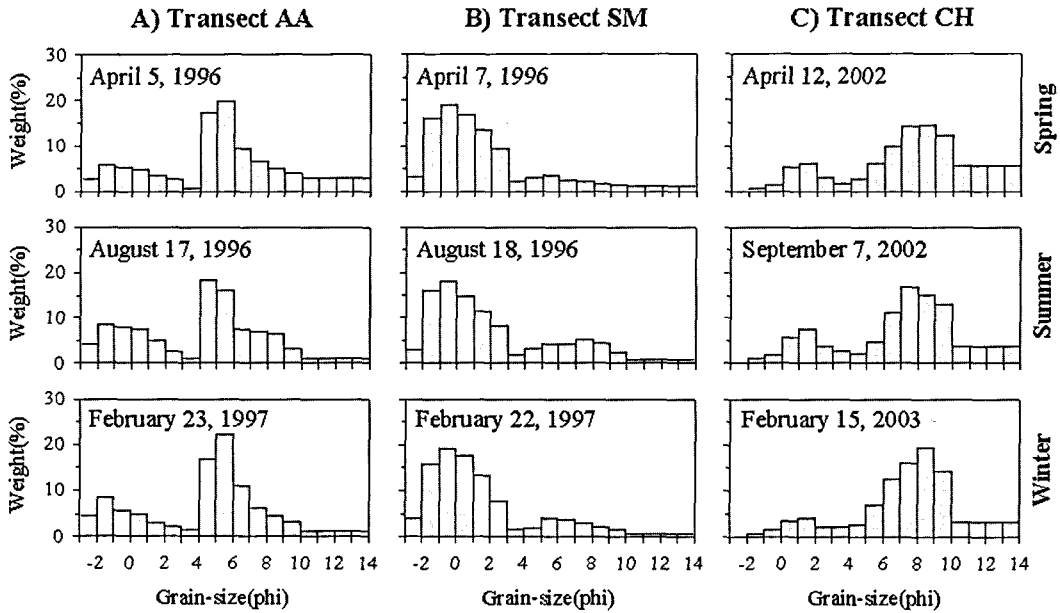 A) Transect AA
B) Transect SM
C) Transect CH
Weight(%)
30
20
10
0
April 5, 1996
April 7, 1996
April 12, 2002
Spring
Weight(%)
30
20
10
0
August 17, 1996
August 18, 1996
September 7, 2002
Summer
Weight(%)
30
20
10
0
February 23, 1997
February 22, 1997
February 15, 2003
Winter
-2 0 2 4 6 8 10 12 14
-2 0 2 4 6 8 10 12 14
-2 0 2 4 6 8 10 12 14
Grain-size(phi)
Grain-size(phi)
Grain-size(phi)